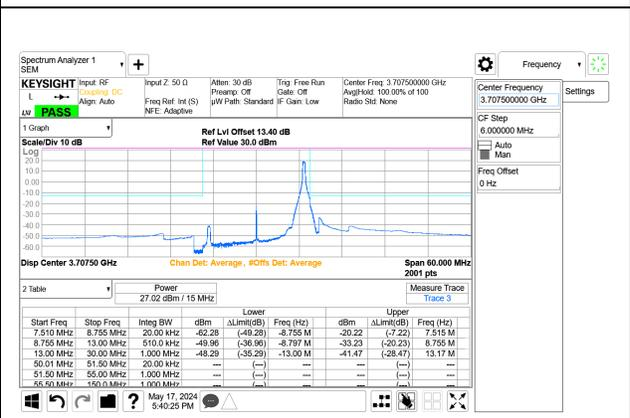 Spectrum Analyzer 1
SEM
Frequency
KEYSIGHT
L
PASS
Input: RF
Coupling: DC
Align: Auto
Input Z: 50 Ω
Freq Ref: Int (S)
NFE: Adaptive
Atten: 30 dB
Preamp: Off
µW Path: Standard
Trig: Free Run
Gate: Off
IF Gain: Low
Center Freq: 3.707500000 GHz
Avg|Hold: 100.00% of 100
Radio Std: None
Center Frequency
3.707500000 GHz
Settings
CF Step
6.000000 MHz
Auto
Man
Freq Offset
0 Hz
1 Graph
Scale/Div 10 dB
Ref Lvl Offset 13.40 dB
Ref Value 30.0 dBm
Log
20.0
10.0
0.00
-10.0
-20.0
-30.0
-40.0
-50.0
-60.0
Disp Center 3.70750 GHz
Chan Det: Average, #Offs Det: Average
Span 60.000 MHz
2001 pts
2 Table
Power
27.02 dBm / 15 MHz
Measure Trace
Trace 3
Lower Upper
Start Freq Stop Freq Integ BW dBm ΔLimit(dB) Freq (Hz) dBm ΔLimit(dB) Freq (Hz)
7.510 MHz 8.755 MHz 20.00 kHz -62.28 (-49.28) -8.755 M -20.22 (-7.22) 7.515 M
8.755 MHz 13.00 MHz 510.0 kHz -49.96 (-36.96) -8.797 M -33.23 (-20.23) 8.755 M
13.00 MHz 30.00 MHz 1.000 MHz -48.29 (-35.29) -13.00 M -41.47 (-28.47) 13.17 M
50.01 MHz 51.50 MHz 20.00 kHz --- (---) --- (---)
51.50 MHz 55.00 MHz 1.000 MHz --- (---) --- (---)
55.50 MHz 150.0 MHz 1.000 MHz --- (---) --- (---)
?
May 17, 2024
5:40:25 PM